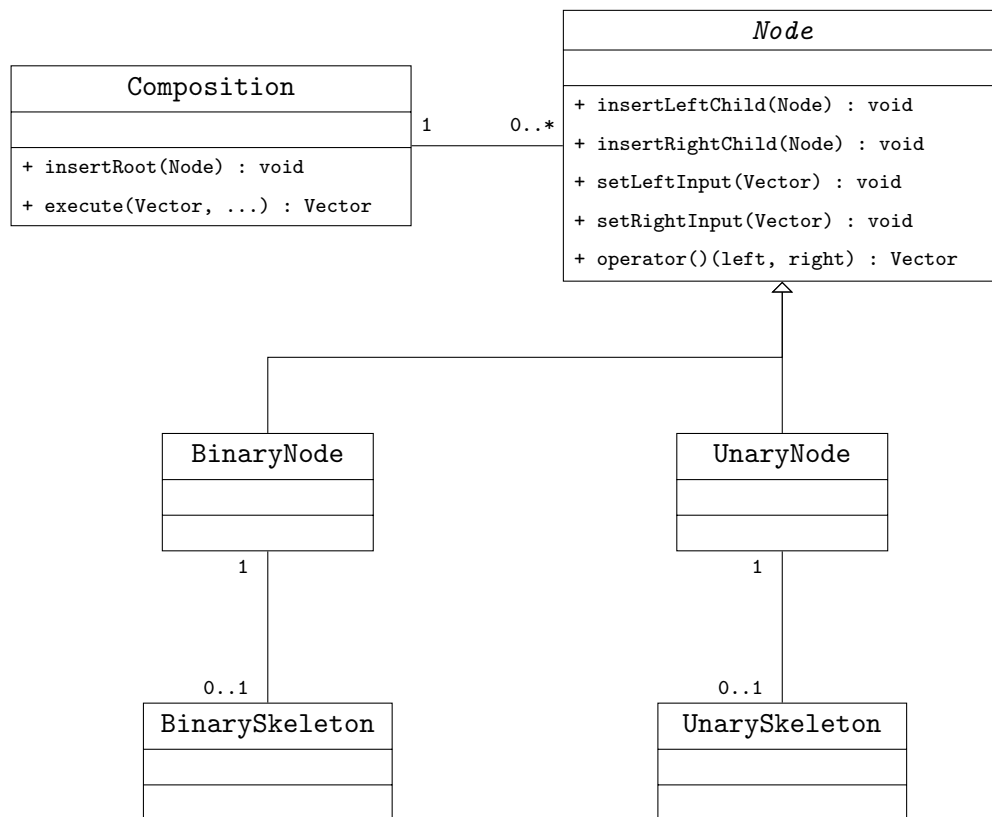 Node
Composition
+ insertLeftChild(Node) : void
1
0..*
+ insertRightChild(Node) : void
+ insertRoot(Node) : void
+ setLeftInput(Vector) : void
+ execute(Vector, ...) : Vector
+ setRightInput(Vector) : void
+ operator()(left, right) : Vector
BinaryNode
UnaryNode
1
1
0..1
0..1
BinarySkeleton
UnarySkeleton